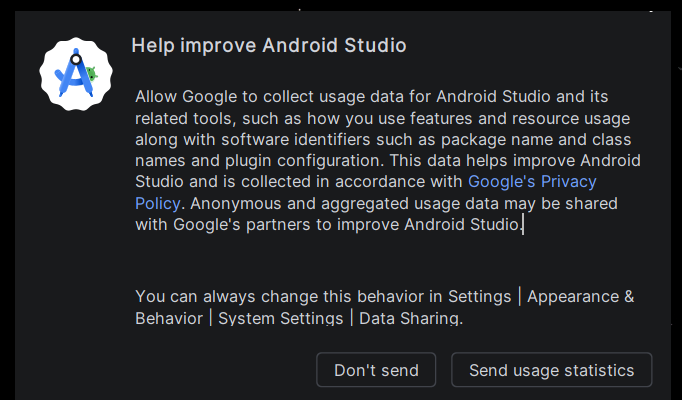 Help improve Android Studio
Allow Google to collect usage data for Android Studio and its
related tools, such as how you use features and resource usage
along with software identifiers such as package name and class
names and plugin configuration. This data helps improve Android
Studio and is collected in accordance with Google's Privacy
Policy. Anonymous and aggregated usage data may be shared
with Google's partners to improve Android Studio.
You can always change this behavior in Settings | Appearance &
Behavior | System Settings | Data Sharing.
Don't send
Send usage statistics